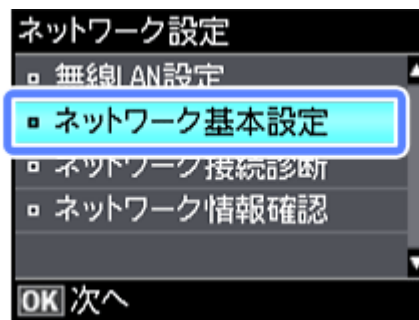 ネットワーク設定
無線LAN設定
ネットワーク基本設定
ネットワーク接続診断
ネットワーク情報確認
OK 次へ